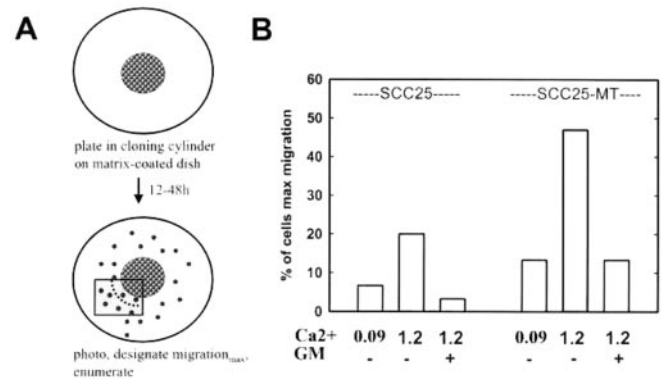 A
plate in cloning cylinder
on matrix-coated dish
12-48h
photo, designate migration_max,
enumerate
B
% of cells max migration
60
50
40
30
20
10
0
-----SCC25-----
-----SCC25-MT----
Ca2+ 0.09 1.2 1.2 0.09 1.2 1.2
GM - - + - - +